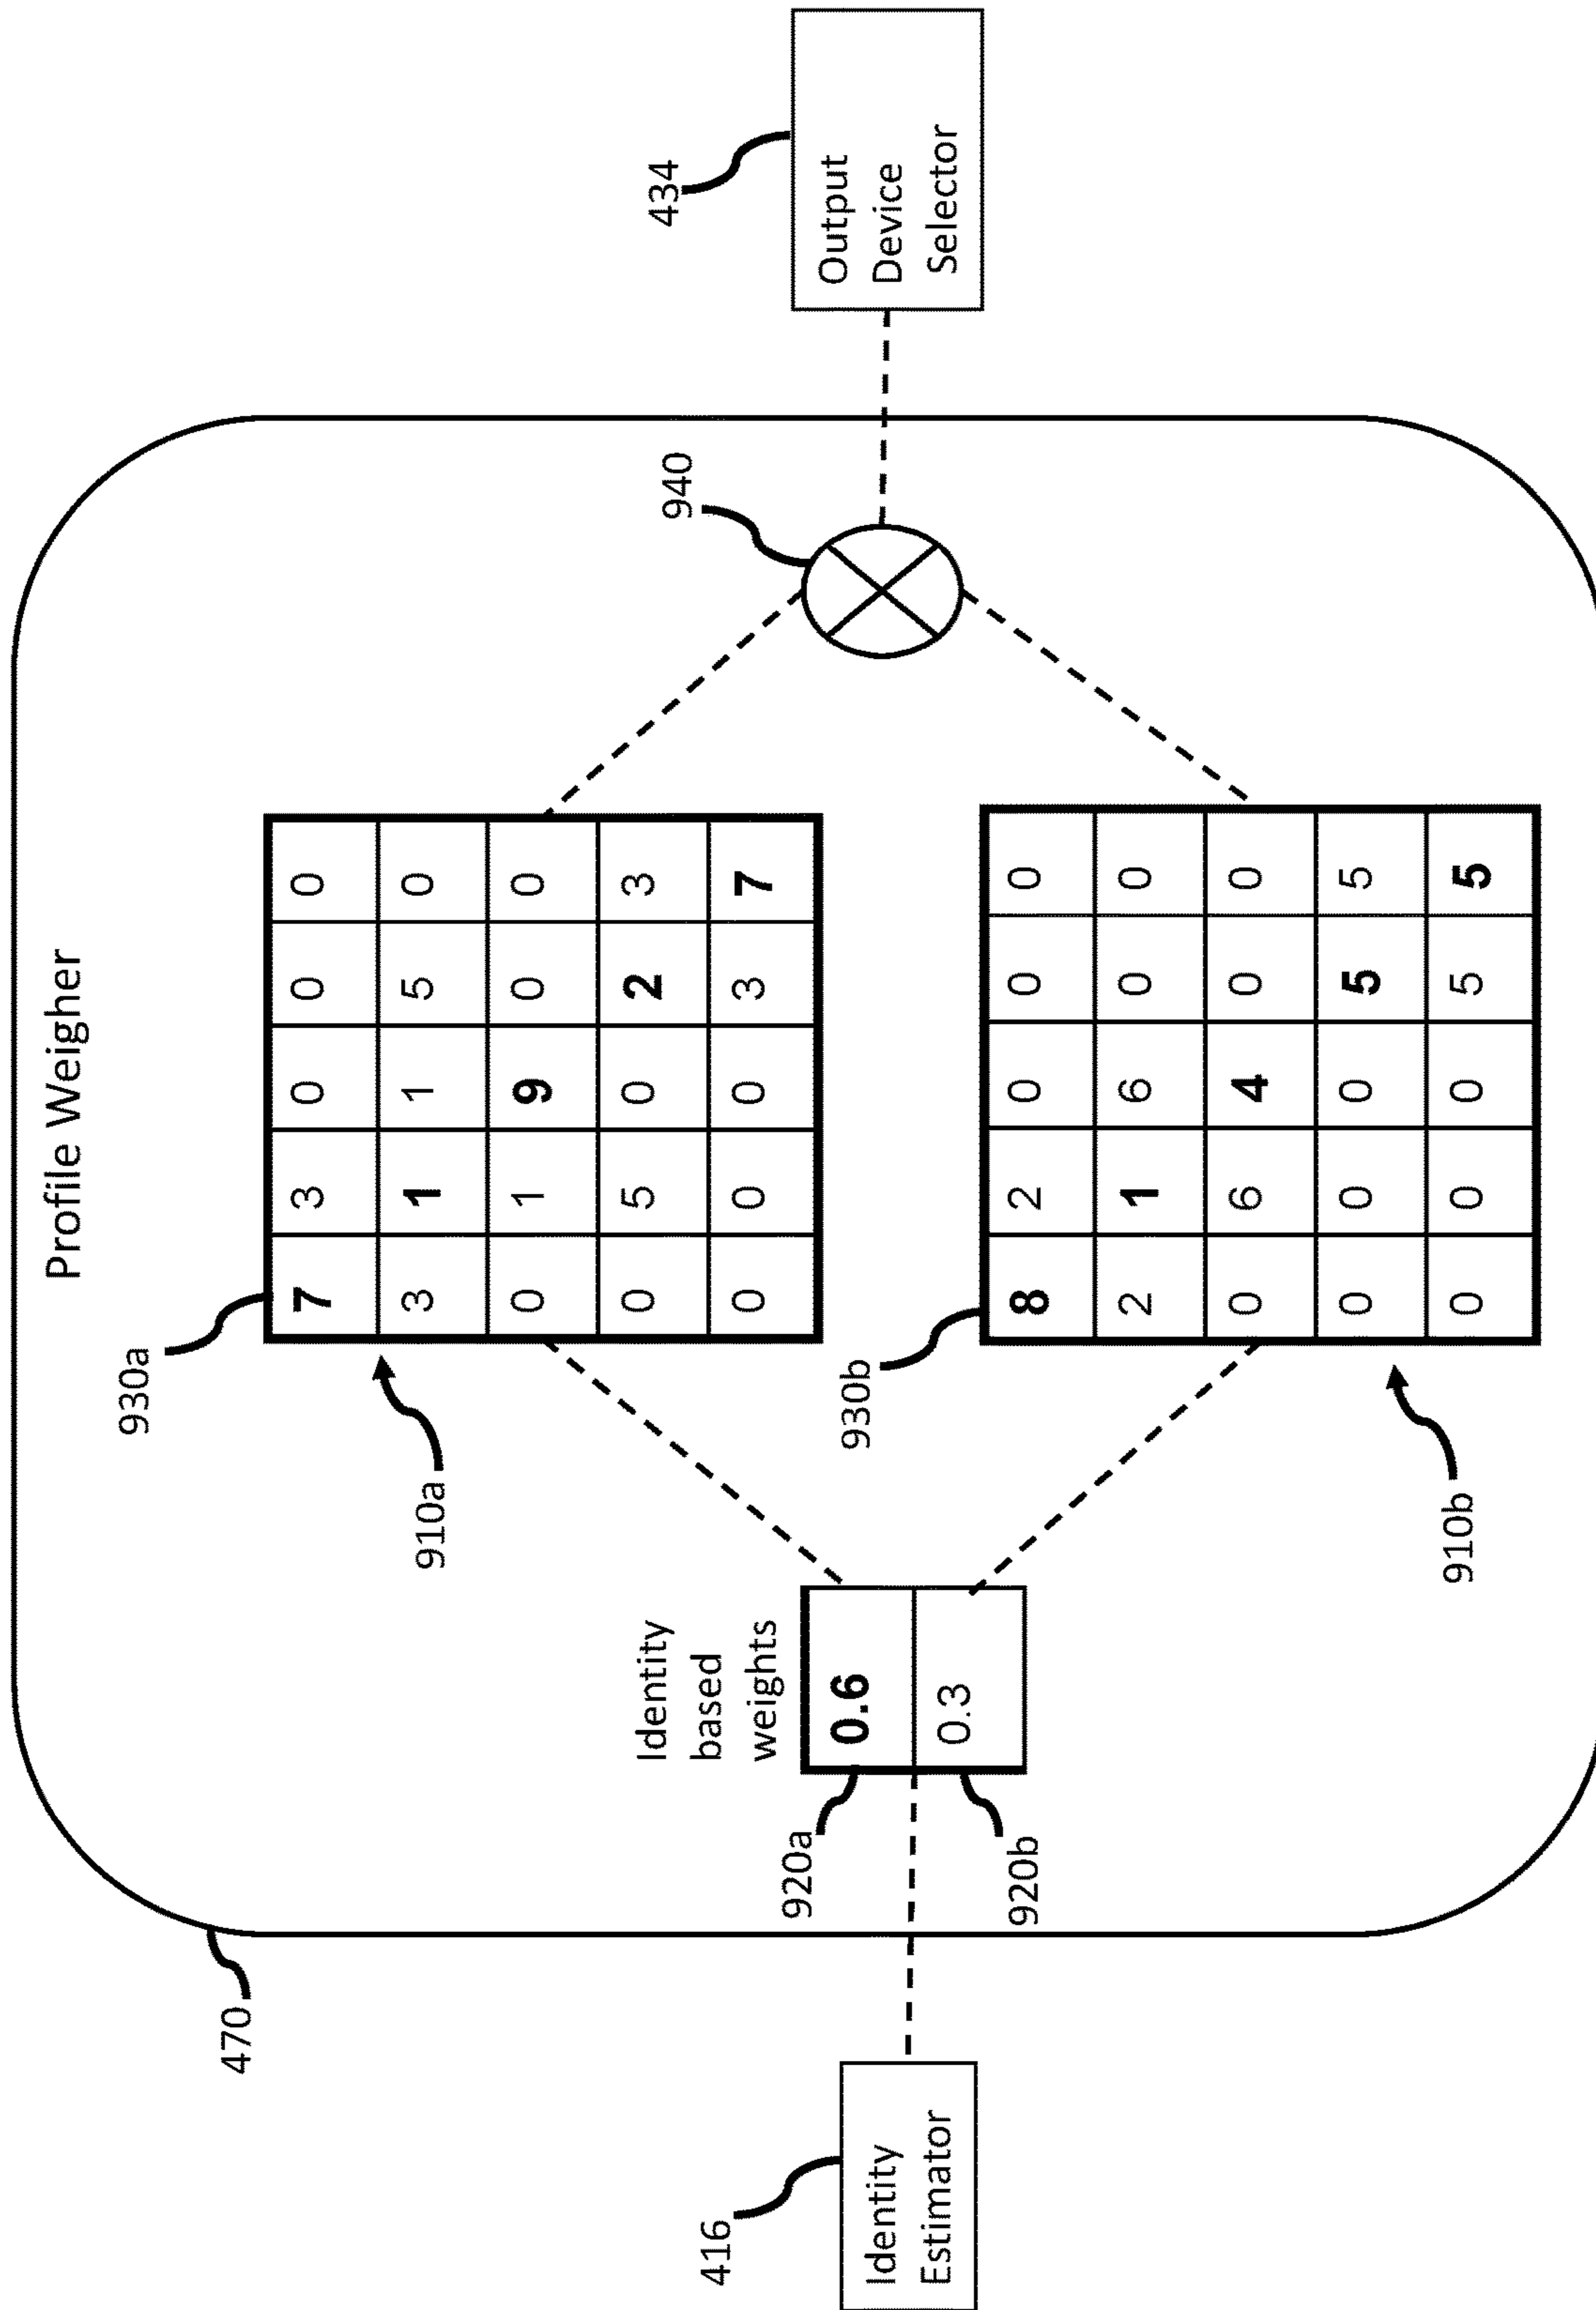 Profile Weigher
470
930a
7 3 0 0 0
3 1 1 5 0
0 1 9 0 0
0 5 0 2 3
0 0 0 3 7
910a
416
Identity
Estimator
Identity
based
weights
920a
0.6
0.3
920b
940
434
Output
Device
Selector
930b
8 2 0 0 0
2 1 6 0 0
0 6 4 0 0
0 0 0 5 5
0 0 0 5 5
910b